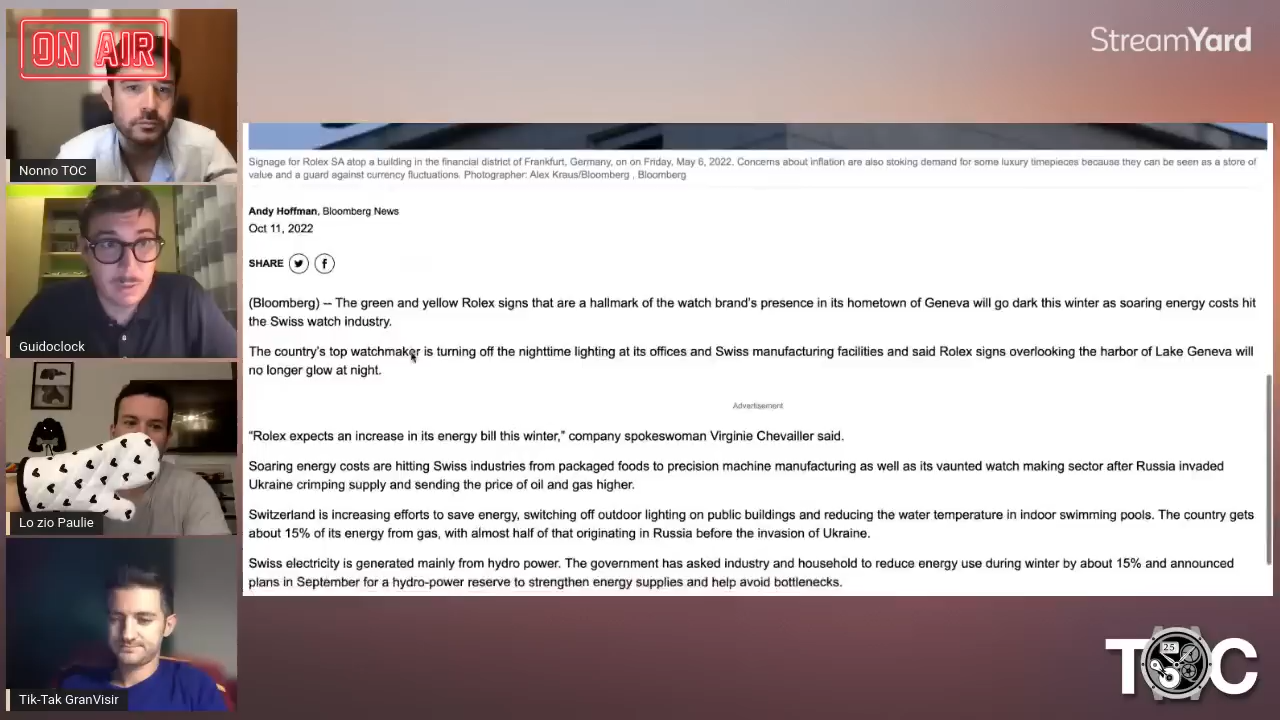 ON AIR
Nonno TOC
Guidoclock
Lo zio Paulie
Tik-Tak GranVisir
StreamYard
Signage for Rolex SA atop a building in the financial district of Frankfurt, Germany, on on Friday, May 6, 2022. Concerns about inflation are also stoking demand for some luxury timepieces because they can be seen as a store of
value and a guard against currency fluctuations. Photographer: Alex Kraus/Bloomberg , Bloomberg
Andy Hoffman, Bloomberg News
Oct 11, 2022
SHARE
(Bloomberg) -- The green and yellow Rolex signs that are a hallmark of the watch brand's presence in its hometown of Geneva will go dark this winter as soaring energy costs hit
the Swiss watch industry.
The country's top watchmaker is turning off the nighttime lighting at its offices and Swiss manufacturing facilities and said Rolex signs overlooking the harbor of Lake Geneva will
no longer glow at night.
Advertisement
“Rolex expects an increase in its energy bill this winter,” company spokeswoman Virginie Chevailler said.
Soaring energy costs are hitting Swiss industries from packaged foods to precision machine manufacturing as well as its vaunted watch making sector after Russia invaded
Ukraine crimping supply and sending the price of oil and gas higher.
Switzerland is increasing efforts to save energy, switching off outdoor lighting on public buildings and reducing the water temperature in indoor swimming pools. The country gets
about 15% of its energy from gas, with almost half of that originating in Russia before the invasion of Ukraine.
Swiss electricity is generated mainly from hydro power. The government has asked industry and household to reduce energy use during winter by about 15% and announced
plans in September for a hydro-power reserve to strengthen energy supplies and help avoid bottlenecks.
TOC
25